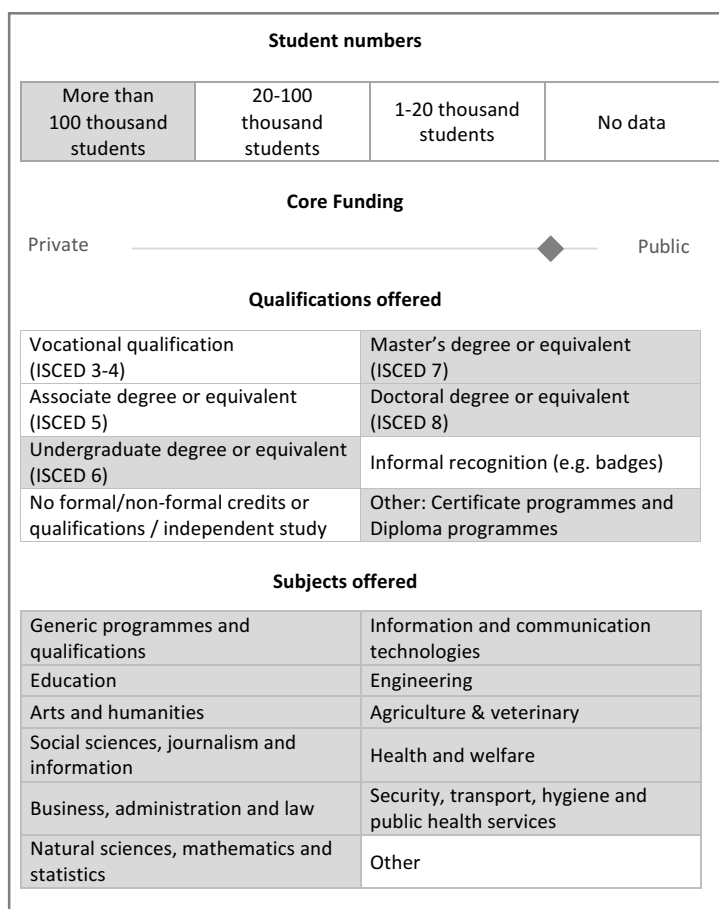 Student numbers
More than
100 thousand
students
20-100
thousand
students
1-20 thousand
students
No data
Core Funding
Private
Public
Qualifications offered
Vocational qualification
(ISCED 3-4)
Master's degree or equivalent
(ISCED 7)
Associate degree or equivalent
(ISCED 5)
Doctoral degree or equivalent
(ISCED 8)
Undergraduate degree or equivalent
(ISCED 6)
Informal recognition (e.g. badges)
No formal/non-formal credits or
qualifications / independent study
Other: Certificate programmes and
Diploma programmes
Subjects offered
Generic programmes and
qualifications
Information and communication
technologies
Education
Engineering
Arts and humanities
Agriculture & veterinary
Social sciences, journalism and
information
Health and welfare
Business, administration and law
Security, transport, hygiene and
public health services
Natural sciences, mathematics and
statistics
Other